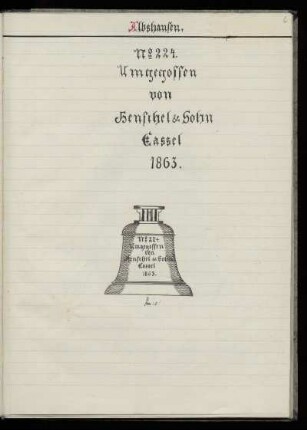 Albshausen.
No 224.
Umgegossen
von
Henschel & Sohn
Cassel
1863.
No 224.
Umgegossen
von
Henschel & Sohn
Cassel
1863.